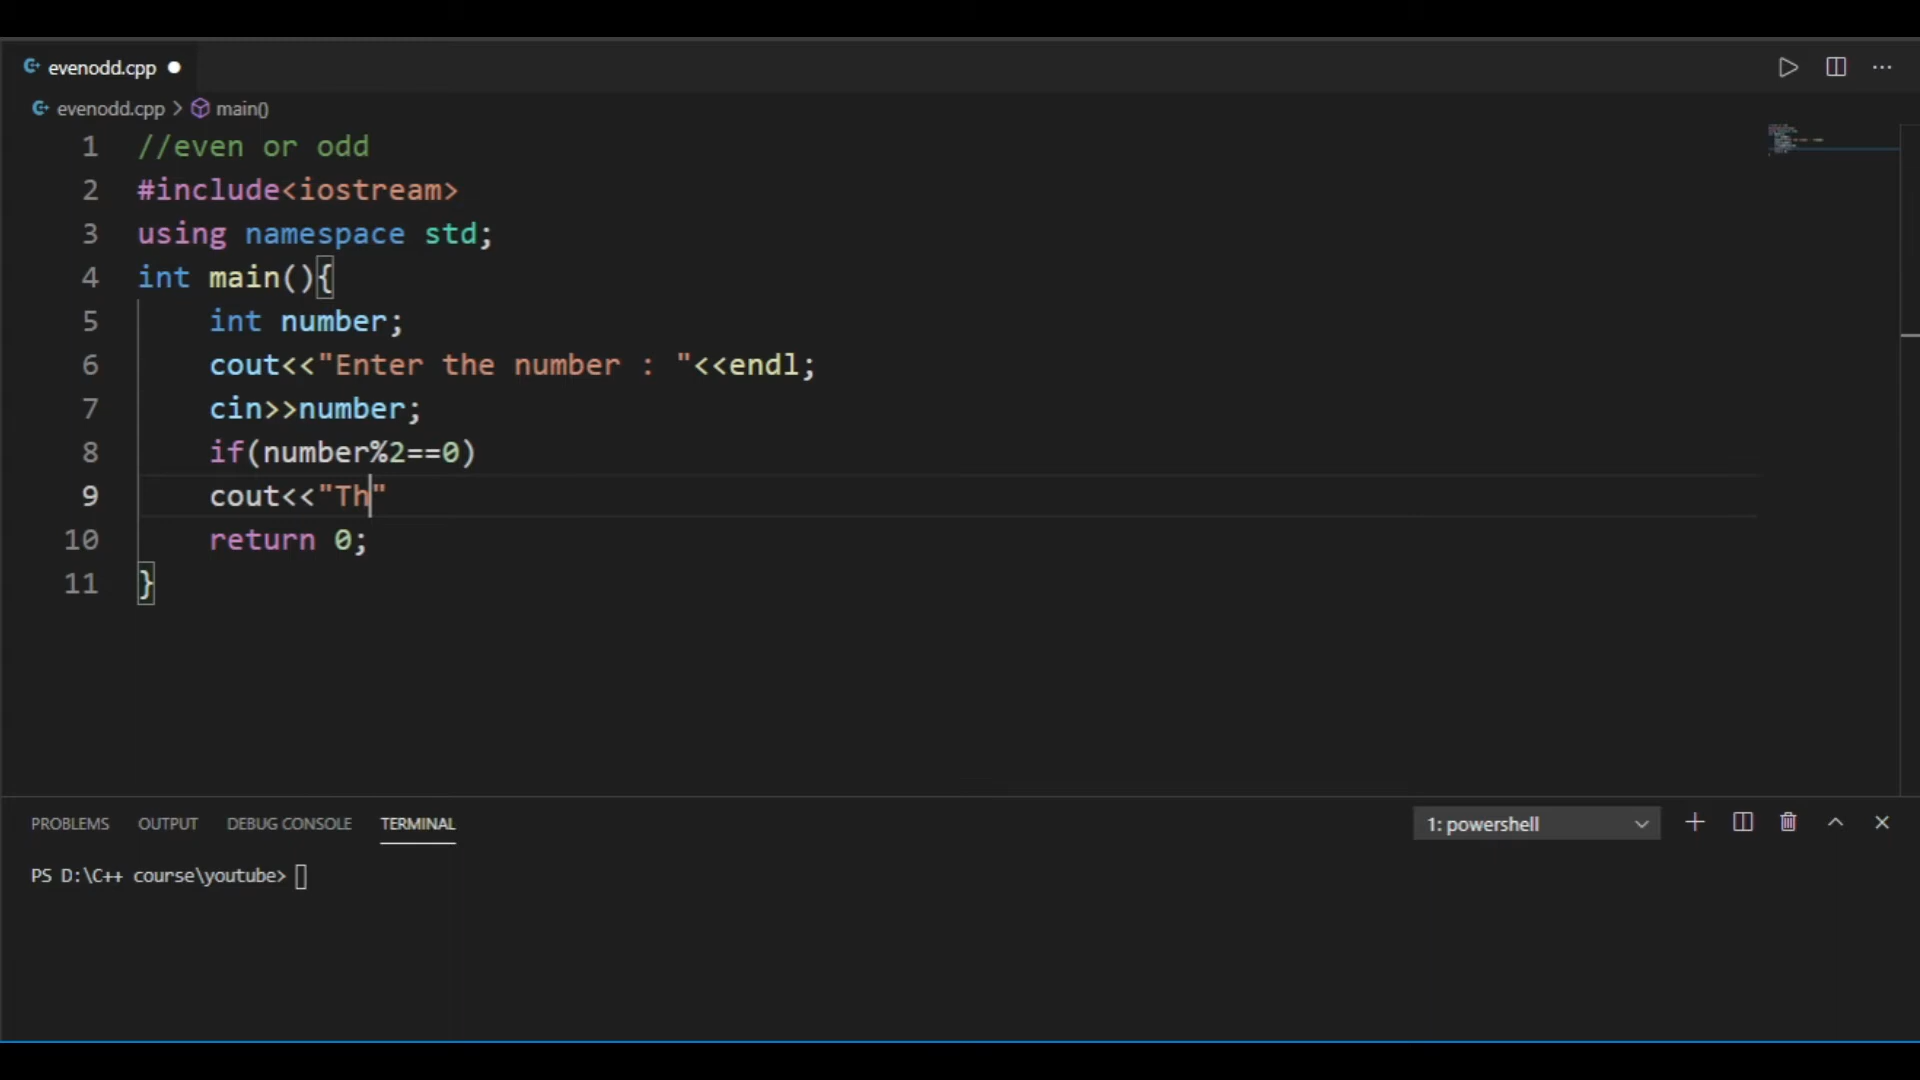 evenodd.cpp
evenodd.cpp > main()
1 //even or odd
2 #include<iostream>
3 using namespace std;
4 int main(){
5 int number;
6 cout<<"Enter the number : "<<endl;
7 cin>>number;
8 if(number%2==0)
9 cout<<"Th"
10 return 0;
11 }
PROBLEMS OUTPUT DEBUG CONSOLE TERMINAL 1: powershell
PS D:\C++ course\youtube>